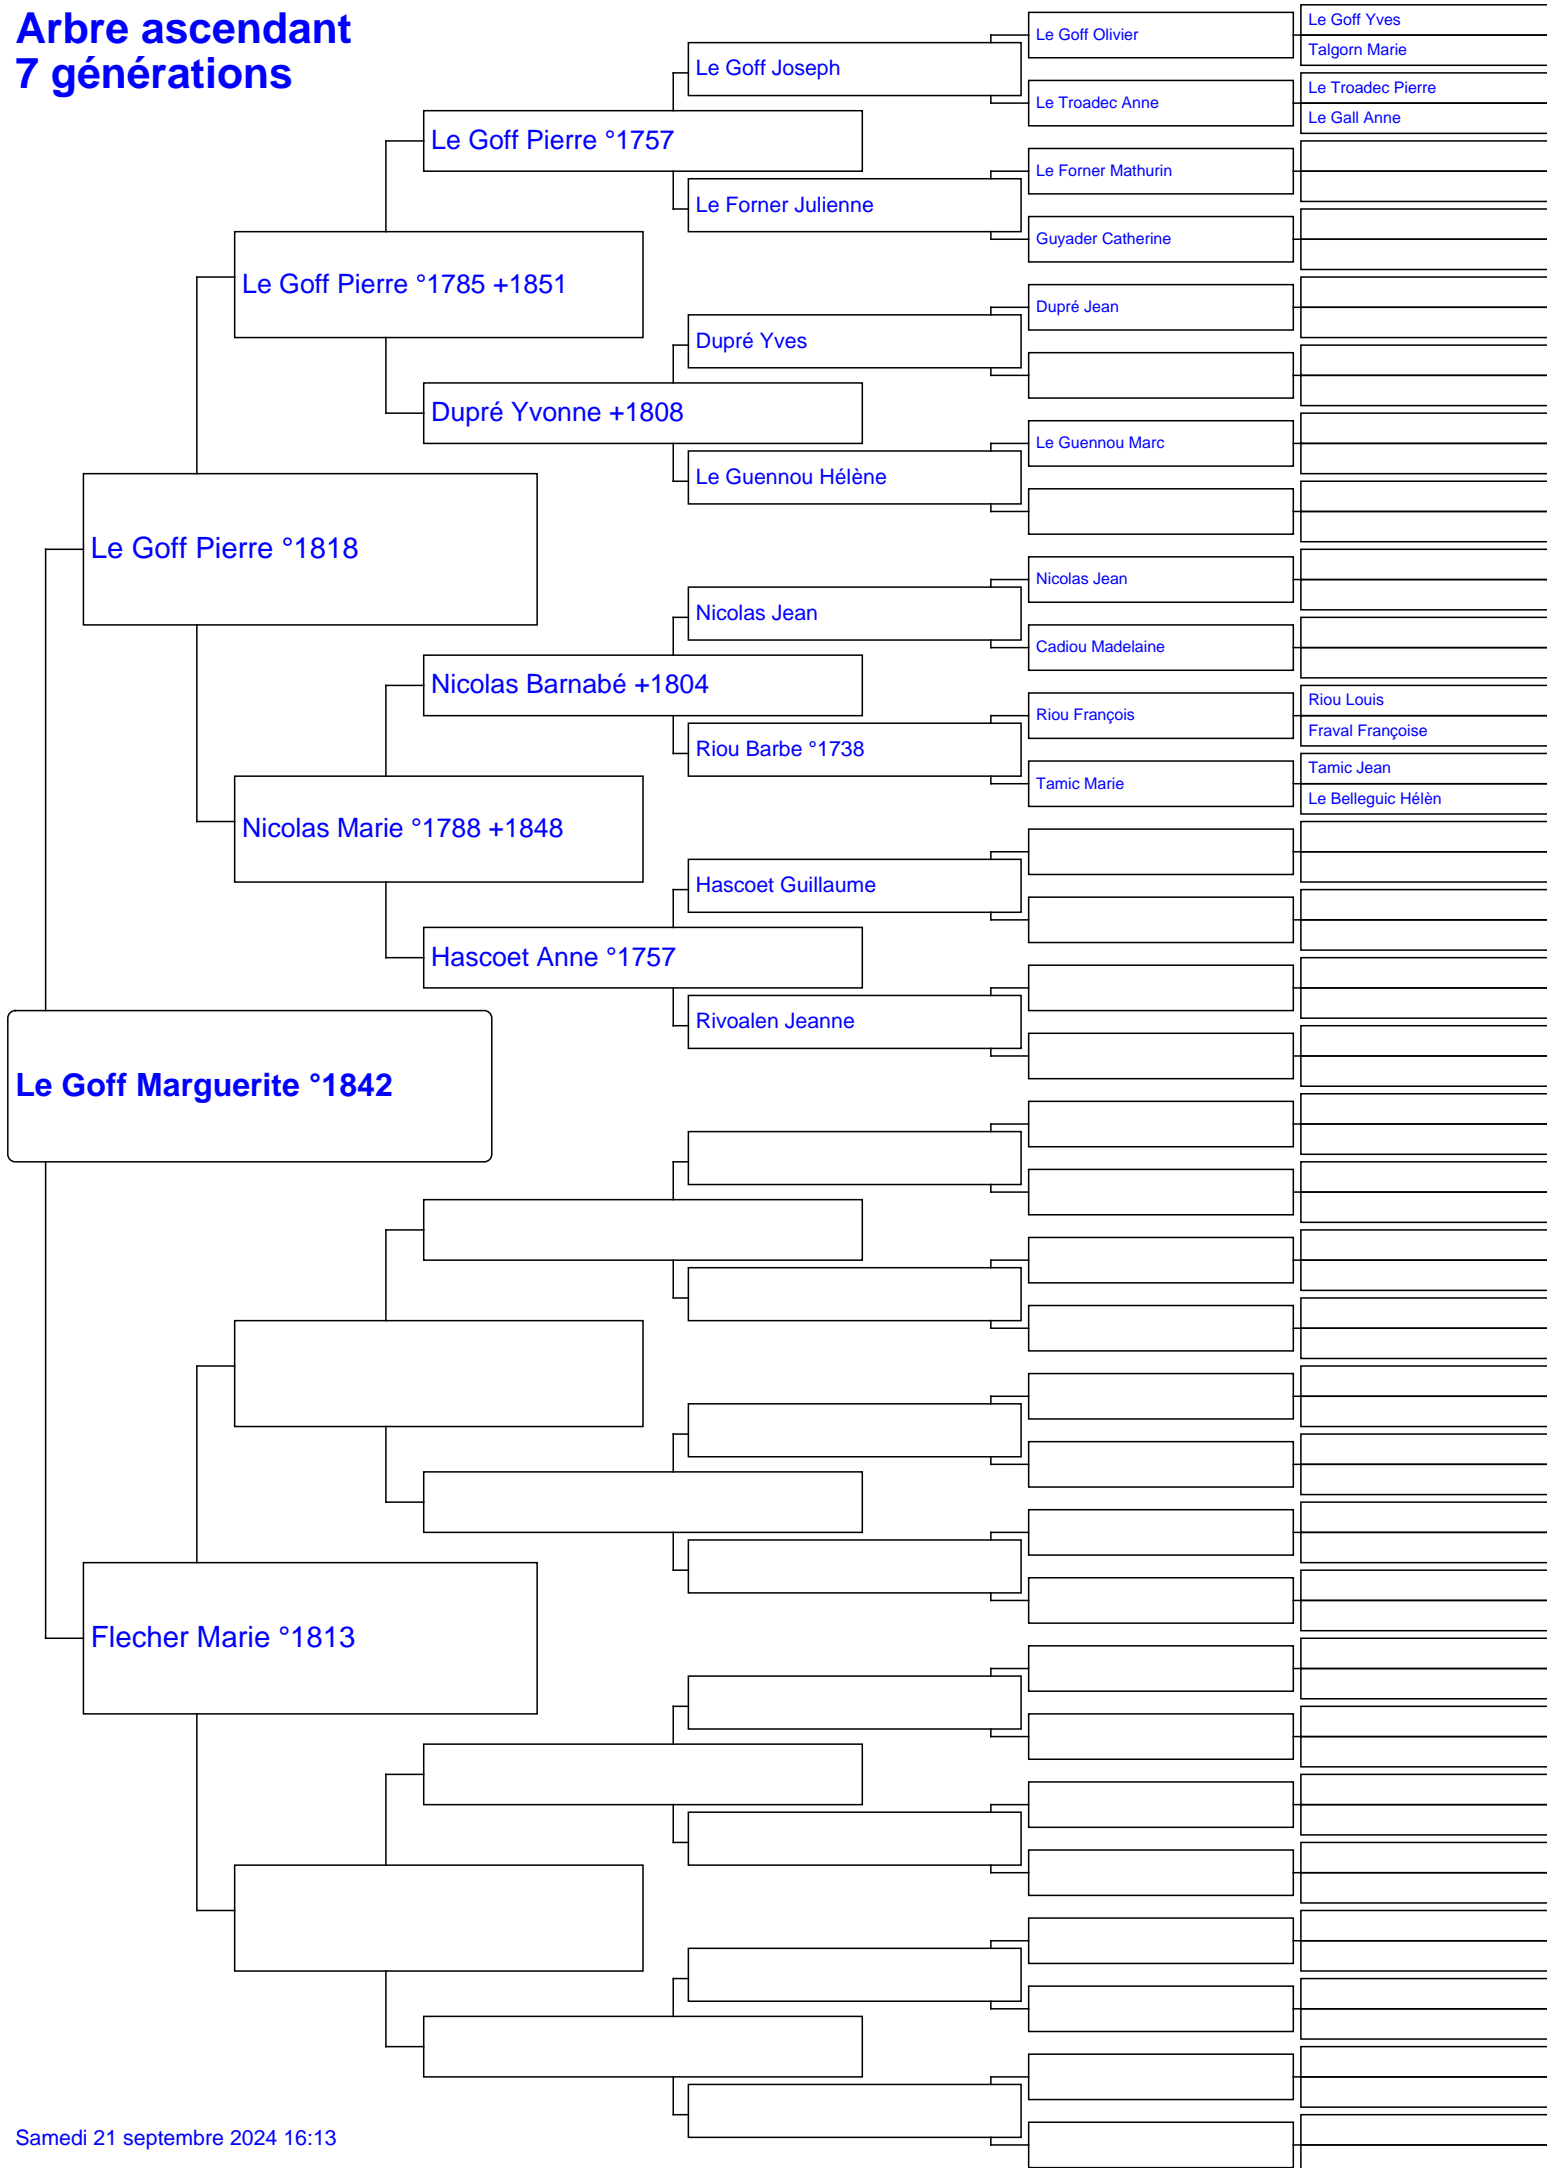 Arbre ascendant
7 générations
Le Goff Yves
Le Goff Olivier
Talgorn Marie
Le Goff Joseph
Le Troadec Pierre
Le Troadec Anne
Le Gall Anne
Le Goff Pierre °1757
Le Forner Mathurin
Le Forner Julienne
Guyader Catherine
Le Goff Pierre °1785 +1851
Dupré Jean
Dupré Yves
Dupré Yvonne +1808
Le Guennou Marc
Le Guennou Hélène
Le Goff Pierre °1818
Nicolas Jean
Nicolas Jean
Cadiou Madelaine
Nicolas Barnabé +1804
Riou Louis
Riou François
Fraval Françoise
Riou Barbe °1738
Tamic Jean
Tamic Marie
Le Belleguic Hélèn
Nicolas Marie °1788 +1848
Hascoet Guillaume
Hascoet Anne °1757
Rivoalen Jeanne
Le Goff Marguerite °1842
Flecher Marie °1813
Samedi 21 septembre 2024 16:13